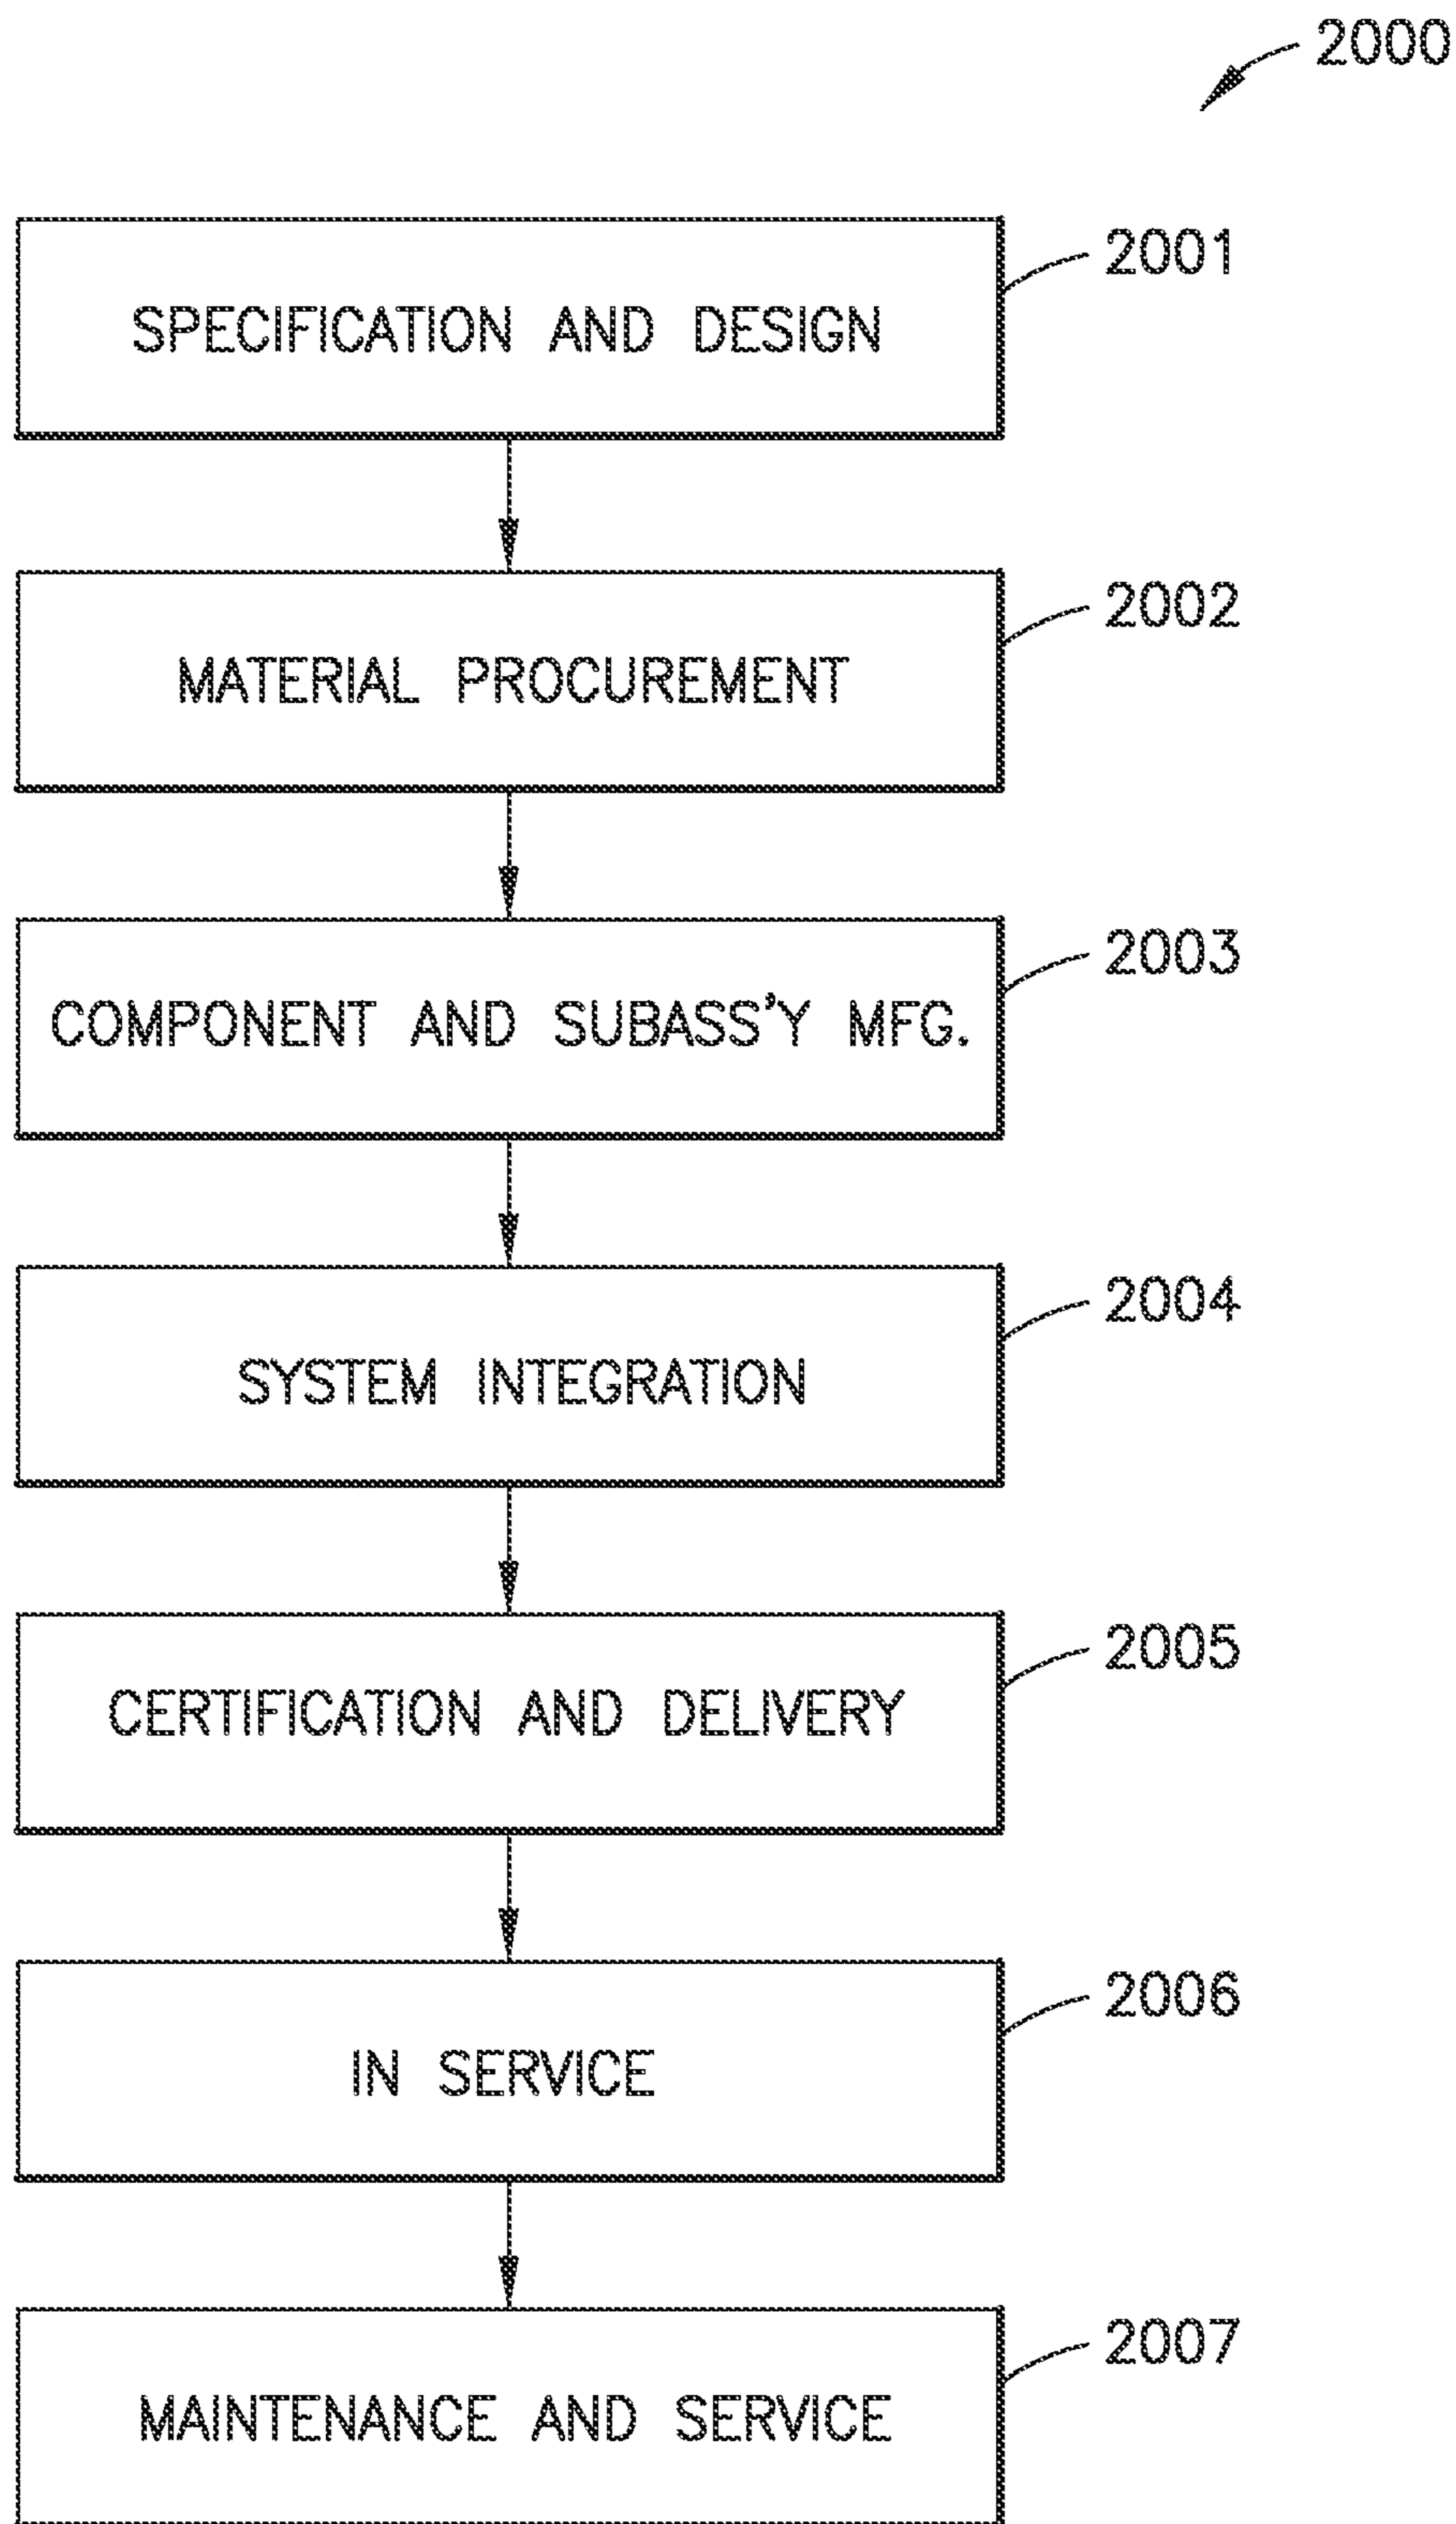 2000
2001
SPECIFICATION AND DESIGN
2002
MATERIAL PROCUREMENT
2003
COMPONENT AND SUBASS'Y MFG.
2004
SYSTEM INTEGRATION
2005
CERTIFICATION AND DELIVERY
2006
IN SERVICE
2007
MAINTENANCE AND SERVICE